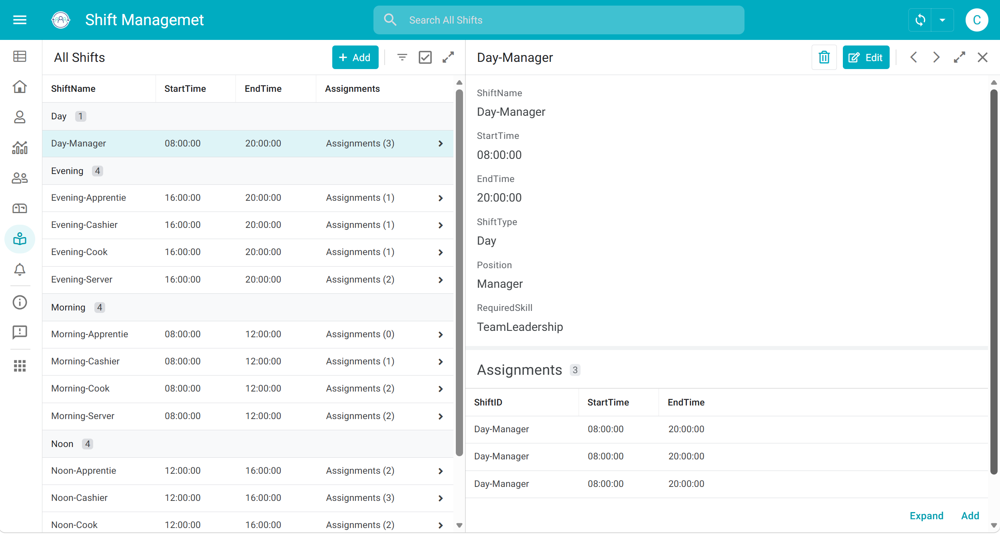 Shift Managemet
Search All Shifts
C
All Shifts
Add
ShiftName StartTime EndTime Assignments
Day 1
Day-Manager 08:00:00 20:00:00 Assignments (3)
Evening 4
Evening-Apprentie 16:00:00 20:00:00 Assignments (1)
Evening-Cashier 16:00:00 20:00:00 Assignments (1)
Evening-Cook 16:00:00 20:00:00 Assignments (1)
Evening-Server 16:00:00 20:00:00 Assignments (2)
Morning 4
Morning-Apprentie 08:00:00 12:00:00 Assignments (0)
Morning-Cashier 08:00:00 12:00:00 Assignments (1)
Morning-Cook 08:00:00 12:00:00 Assignments (2)
Morning-Server 08:00:00 12:00:00 Assignments (2)
Noon 4
Noon-Apprentie 12:00:00 16:00:00 Assignments (2)
Noon-Cashier 12:00:00 16:00:00 Assignments (3)
Noon-Cook 12:00:00 16:00:00 Assignments (2)
Day-Manager
Edit
ShiftName
Day-Manager
StartTime
08:00:00
EndTime
20:00:00
ShiftType
Day
Position
Manager
RequiredSkill
TeamLeadership
Assignments 3
ShiftID StartTime EndTime
Day-Manager 08:00:00 20:00:00
Day-Manager 08:00:00 20:00:00
Day-Manager 08:00:00 20:00:00
Expand Add